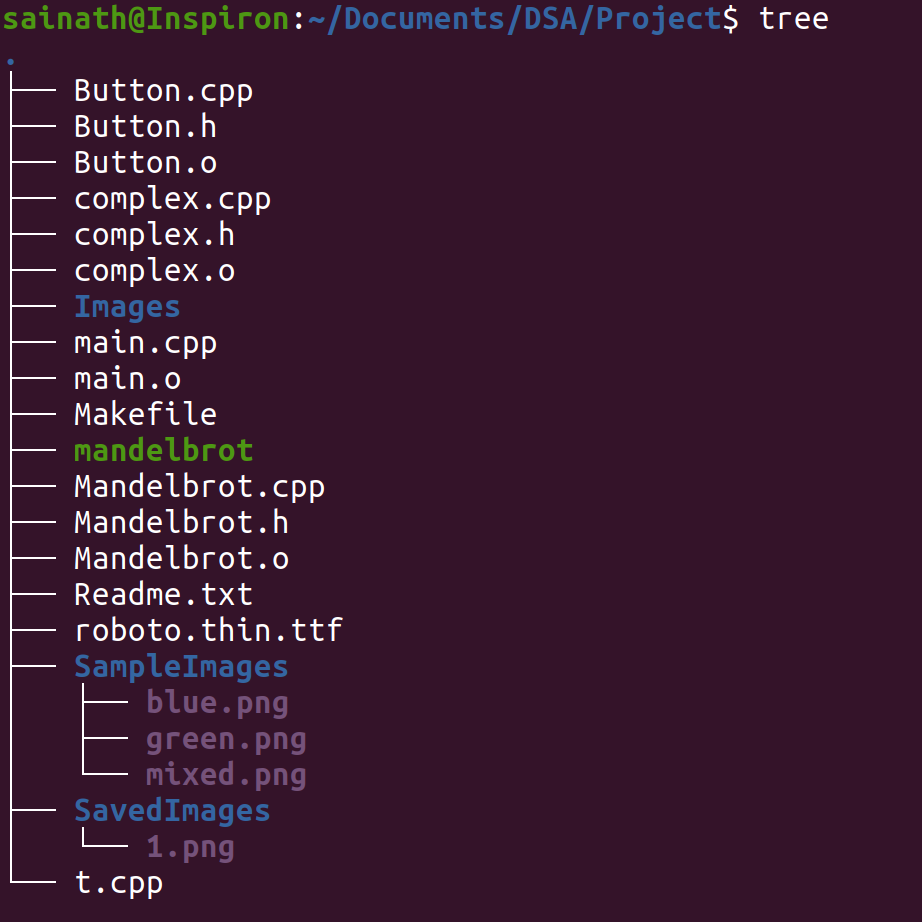 sainath@Inspiron:~/Documents/DSA/Project$ tree
.
├── Button.cpp
├── Button.h
├── Button.o
├── complex.cpp
├── complex.h
├── complex.o
├── Images
├── main.cpp
├── main.o
├── Makefile
├── mandelbrot
├── Mandelbrot.cpp
├── Mandelbrot.h
├── Mandelbrot.o
├── Readme.txt
├── roboto.thin.ttf
├── SampleImages
│   ├── blue.png
│   ├── green.png
│   └── mixed.png
├── SavedImages
│   └── 1.png
└── t.cpp